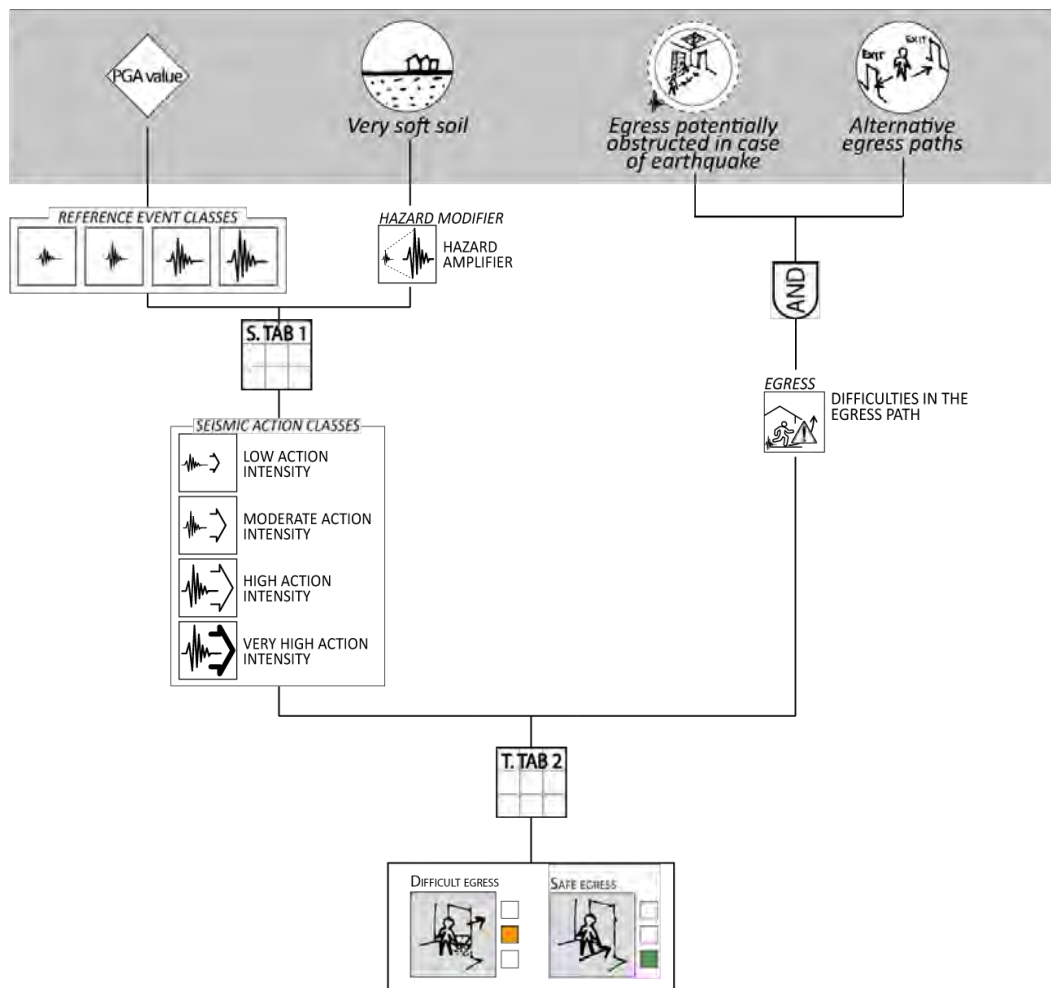 PGA value
Very soft soil
EXIT
EXIT
Egress potentially
obstructed in case
of earthquake
Alternative
egress paths
REFERENCE EVENT CLASSES
HAZARD MODIFIER
HAZARD
AMPLIFIER
AND
S. TAB 1
EGRESS
DIFFICULTIES IN THE
EGRESS PATH
SEISMIC ACTION CLASSES
LOW ACTION
INTENSITY
MODERATE ACTION
INTENSITY
HIGH ACTION
INTENSITY
VERY HIGH ACTION
INTENSITY
T. TAB 2
DIFFICULT EGRESS
SAFE EGRESS